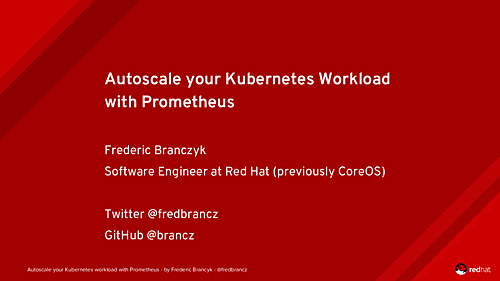 Autoscale your Kubernetes Workload
with Prometheus
Frederic Branczyk
Software Engineer at Red Hat (previously CoreOS)
Twitter @fredbrancz
GitHub @brancz
Autoscale your Kubernetes workload with Prometheus - by Frederic Brancyk - @fredbrancz
redhat